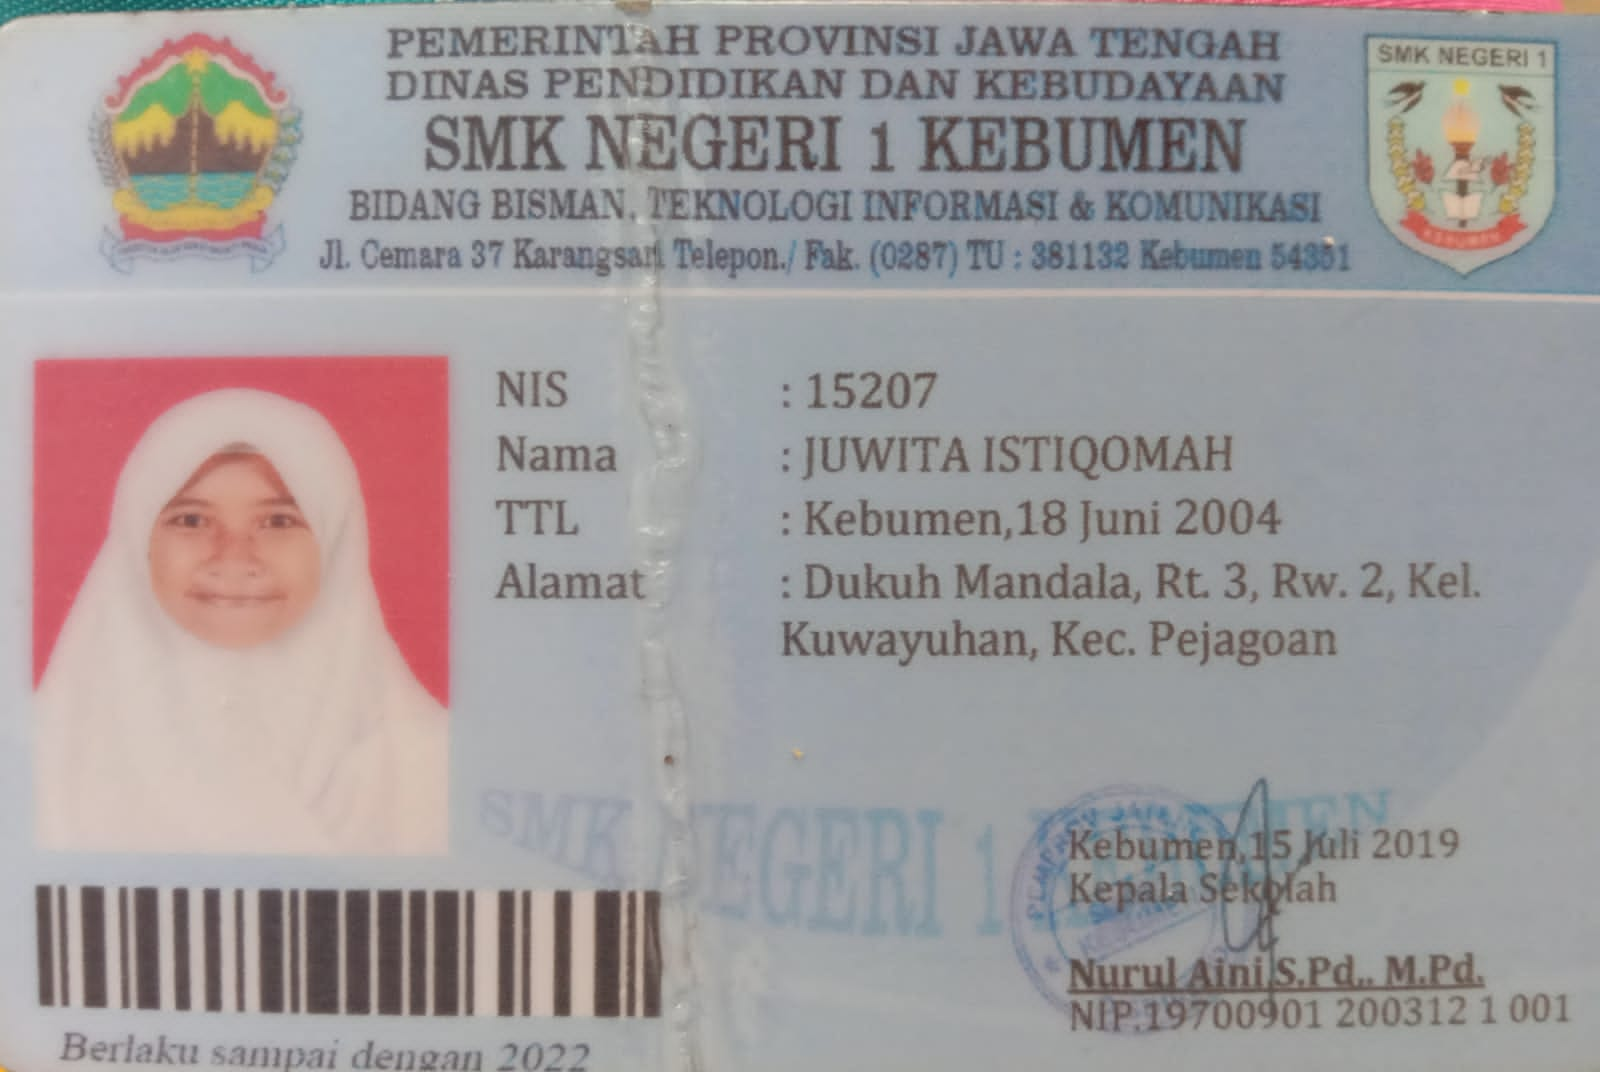 PEMERINTAH PROVINSI JAWA TENGAH
DINAS PENDIDIKAN DAN KEBUDAYAAN
SMK NEGERI 1 KEBUMEN
BIDANG BISMAN, TEKNOLOGI INFORMASI & KOMUNIKASI
Jl. Cemara 37 Karangsari Telepon./ Fak. (0287) TU : 381132 Kebumen 54351
SMK NEGERI 1
KEBUMEN
NIS : 15207
Nama : JUWITA ISTIQOMAH
TTL : Kebumen,18 Juni 2004
Alamat : Dukuh Mandala, Rt. 3, Rw. 2, Kel.
Kuwayuhan, Kec. Pejagoan
SMK NEGERI 1 KEBUMEN
Kebumen,15 Juli 2019
Kepala Sekolah
Nurul Aini,S.Pd,. M.Pd.
NIP.19700901 200312 1 001
Berlaku sampai dengan 2022